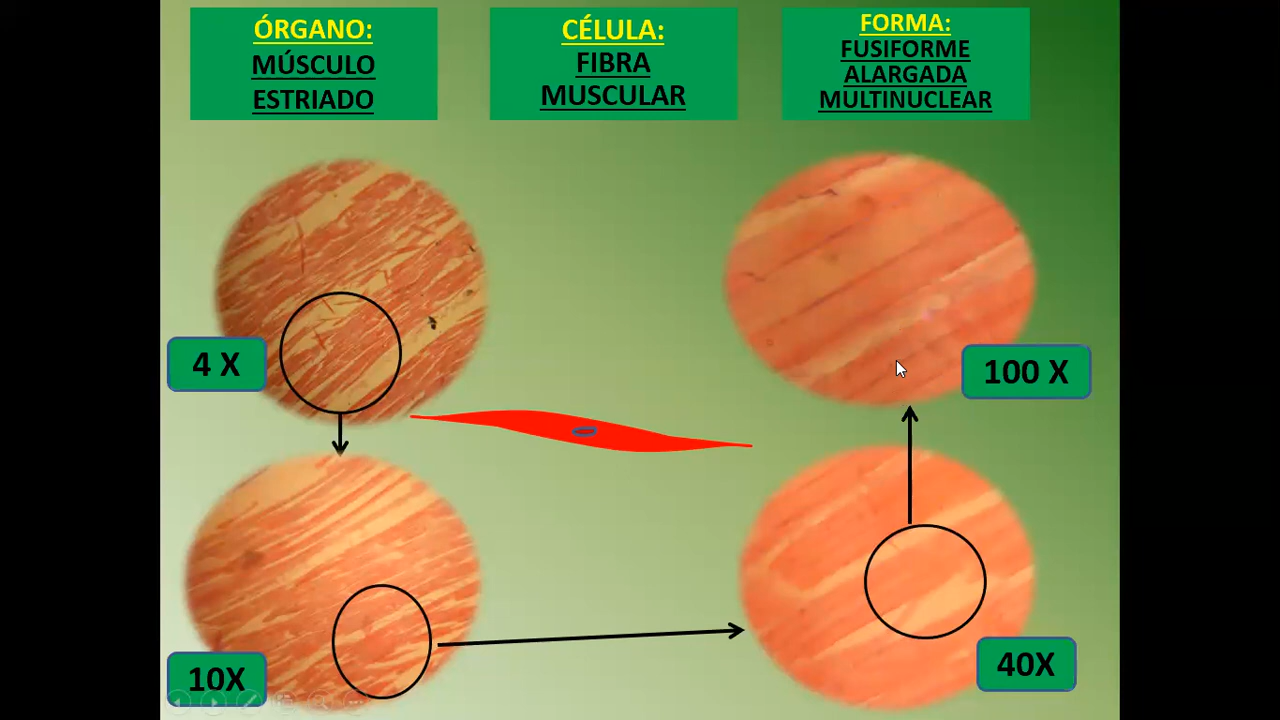 ÓRGANO:
MÚSCULO
ESTRIADO
CÉLULA:
FIBRA
MUSCULAR
FORMA:
FUSIFORME
ALARGADA
MULTINUCLEAR
4 X
100 X
10X
40X